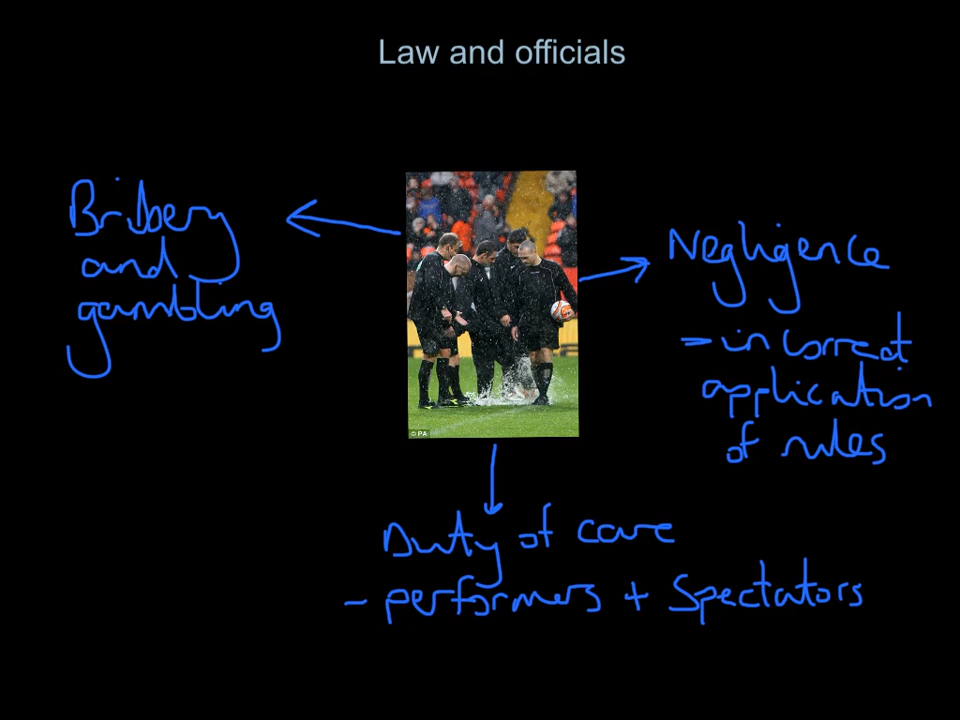 Law and officials
Bribery
and
gambling
Negligence
- incorrect
application
of rules
© PA
Duty of care
- performers + Spectators